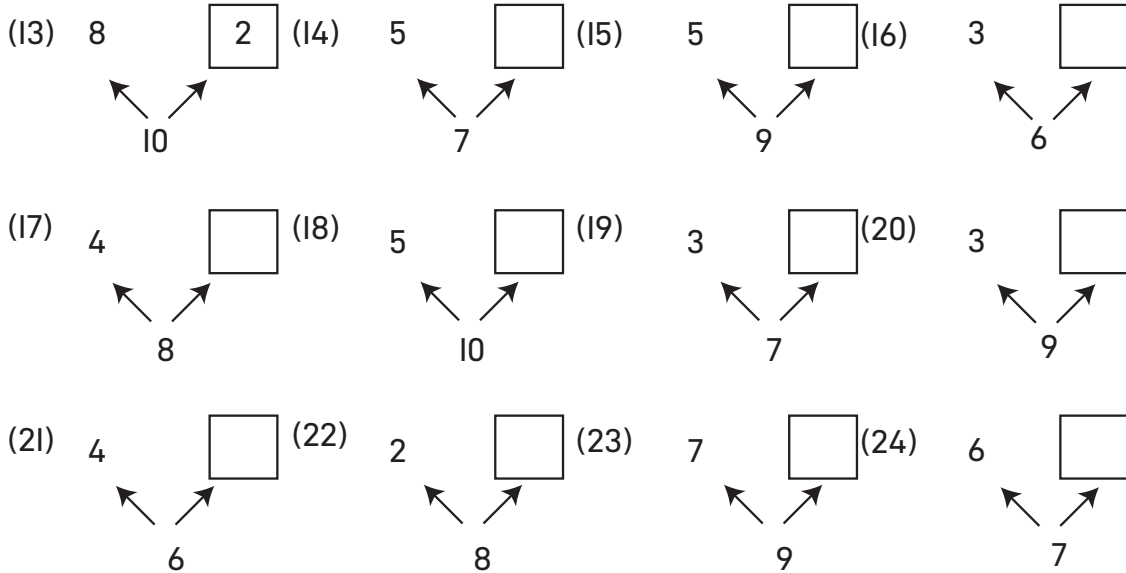 (13) 8 2 (14) 5 (15) 5 (16) 3
10 7 9 6
(17) 4 (18) 5 (19) 3 (20) 3
8 10 7 9
(21) 4 (22) 2 (23) 7 (24) 6
6 8 9 7